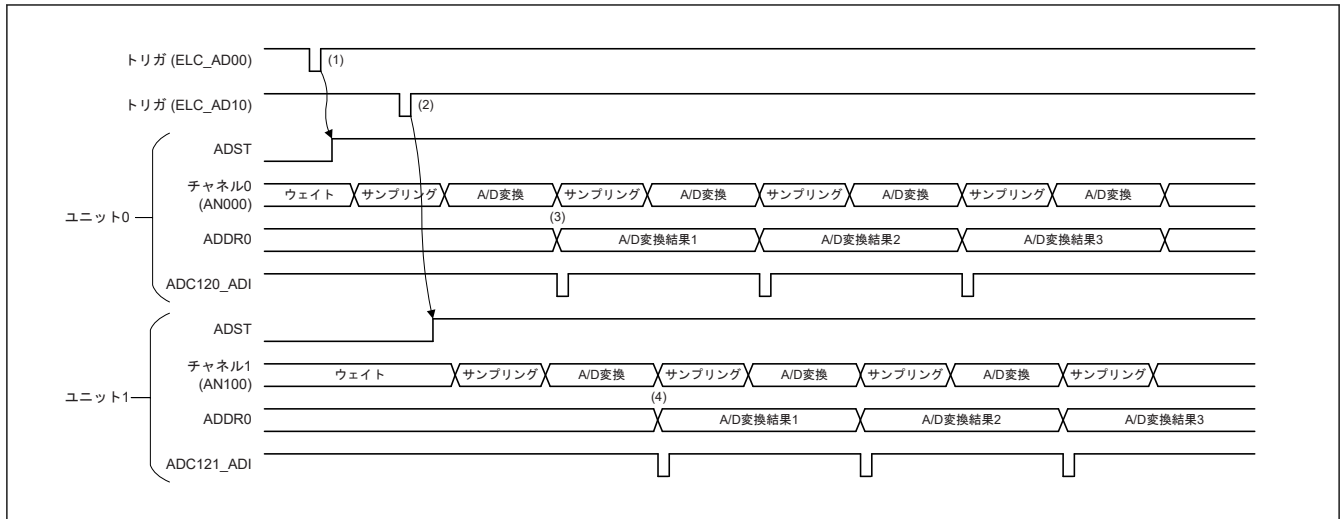 トリガ (ELC_AD00)
(1)
トリガ (ELC_AD10)
(2)
ユニット0
ADST
チャネル0
(AN000)
ウェイト サンプリング A/D変換 サンプリング A/D変換 サンプリング A/D変換 サンプリング A/D変換
(3)
ADDR0
A/D変換結果1 A/D変換結果2 A/D変換結果3
ADC120_ADI
ユニット1
ADST
チャネル1
(AN100)
ウェイト サンプリング A/D変換 サンプリング A/D変換 サンプリング A/D変換 サンプリング
(4)
ADDR0
A/D変換結果1 A/D変換結果2 A/D変換結果3
ADC121_ADI